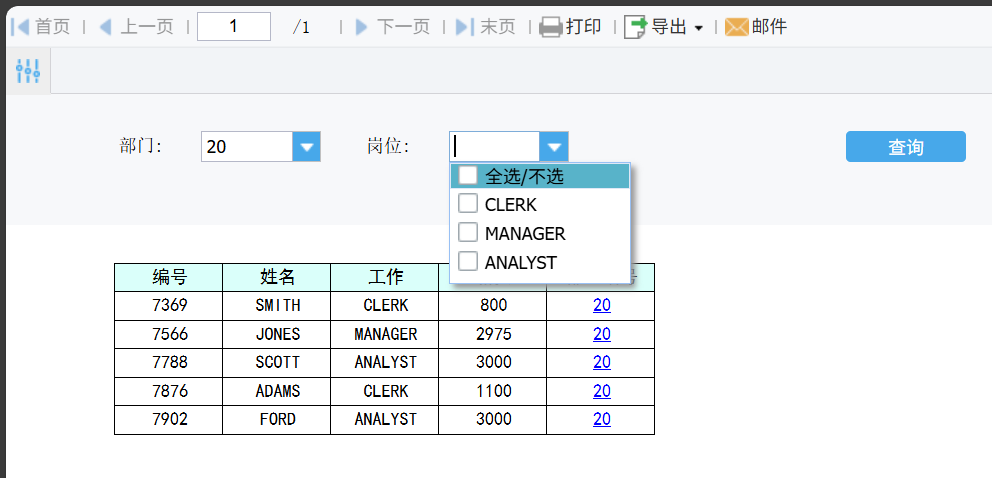 首页 上一页 1 /1 下一页 末页 打印 导出 邮件
部门: 20 岗位: 查询
全选/不选
CLERK
MANAGER
ANALYST
编号 姓名 工作
7369 SMITH CLERK 800 20
7566 JONES MANAGER 2975 20
7788 SCOTT ANALYST 3000 20
7876 ADAMS CLERK 1100 20
7902 FORD ANALYST 3000 20